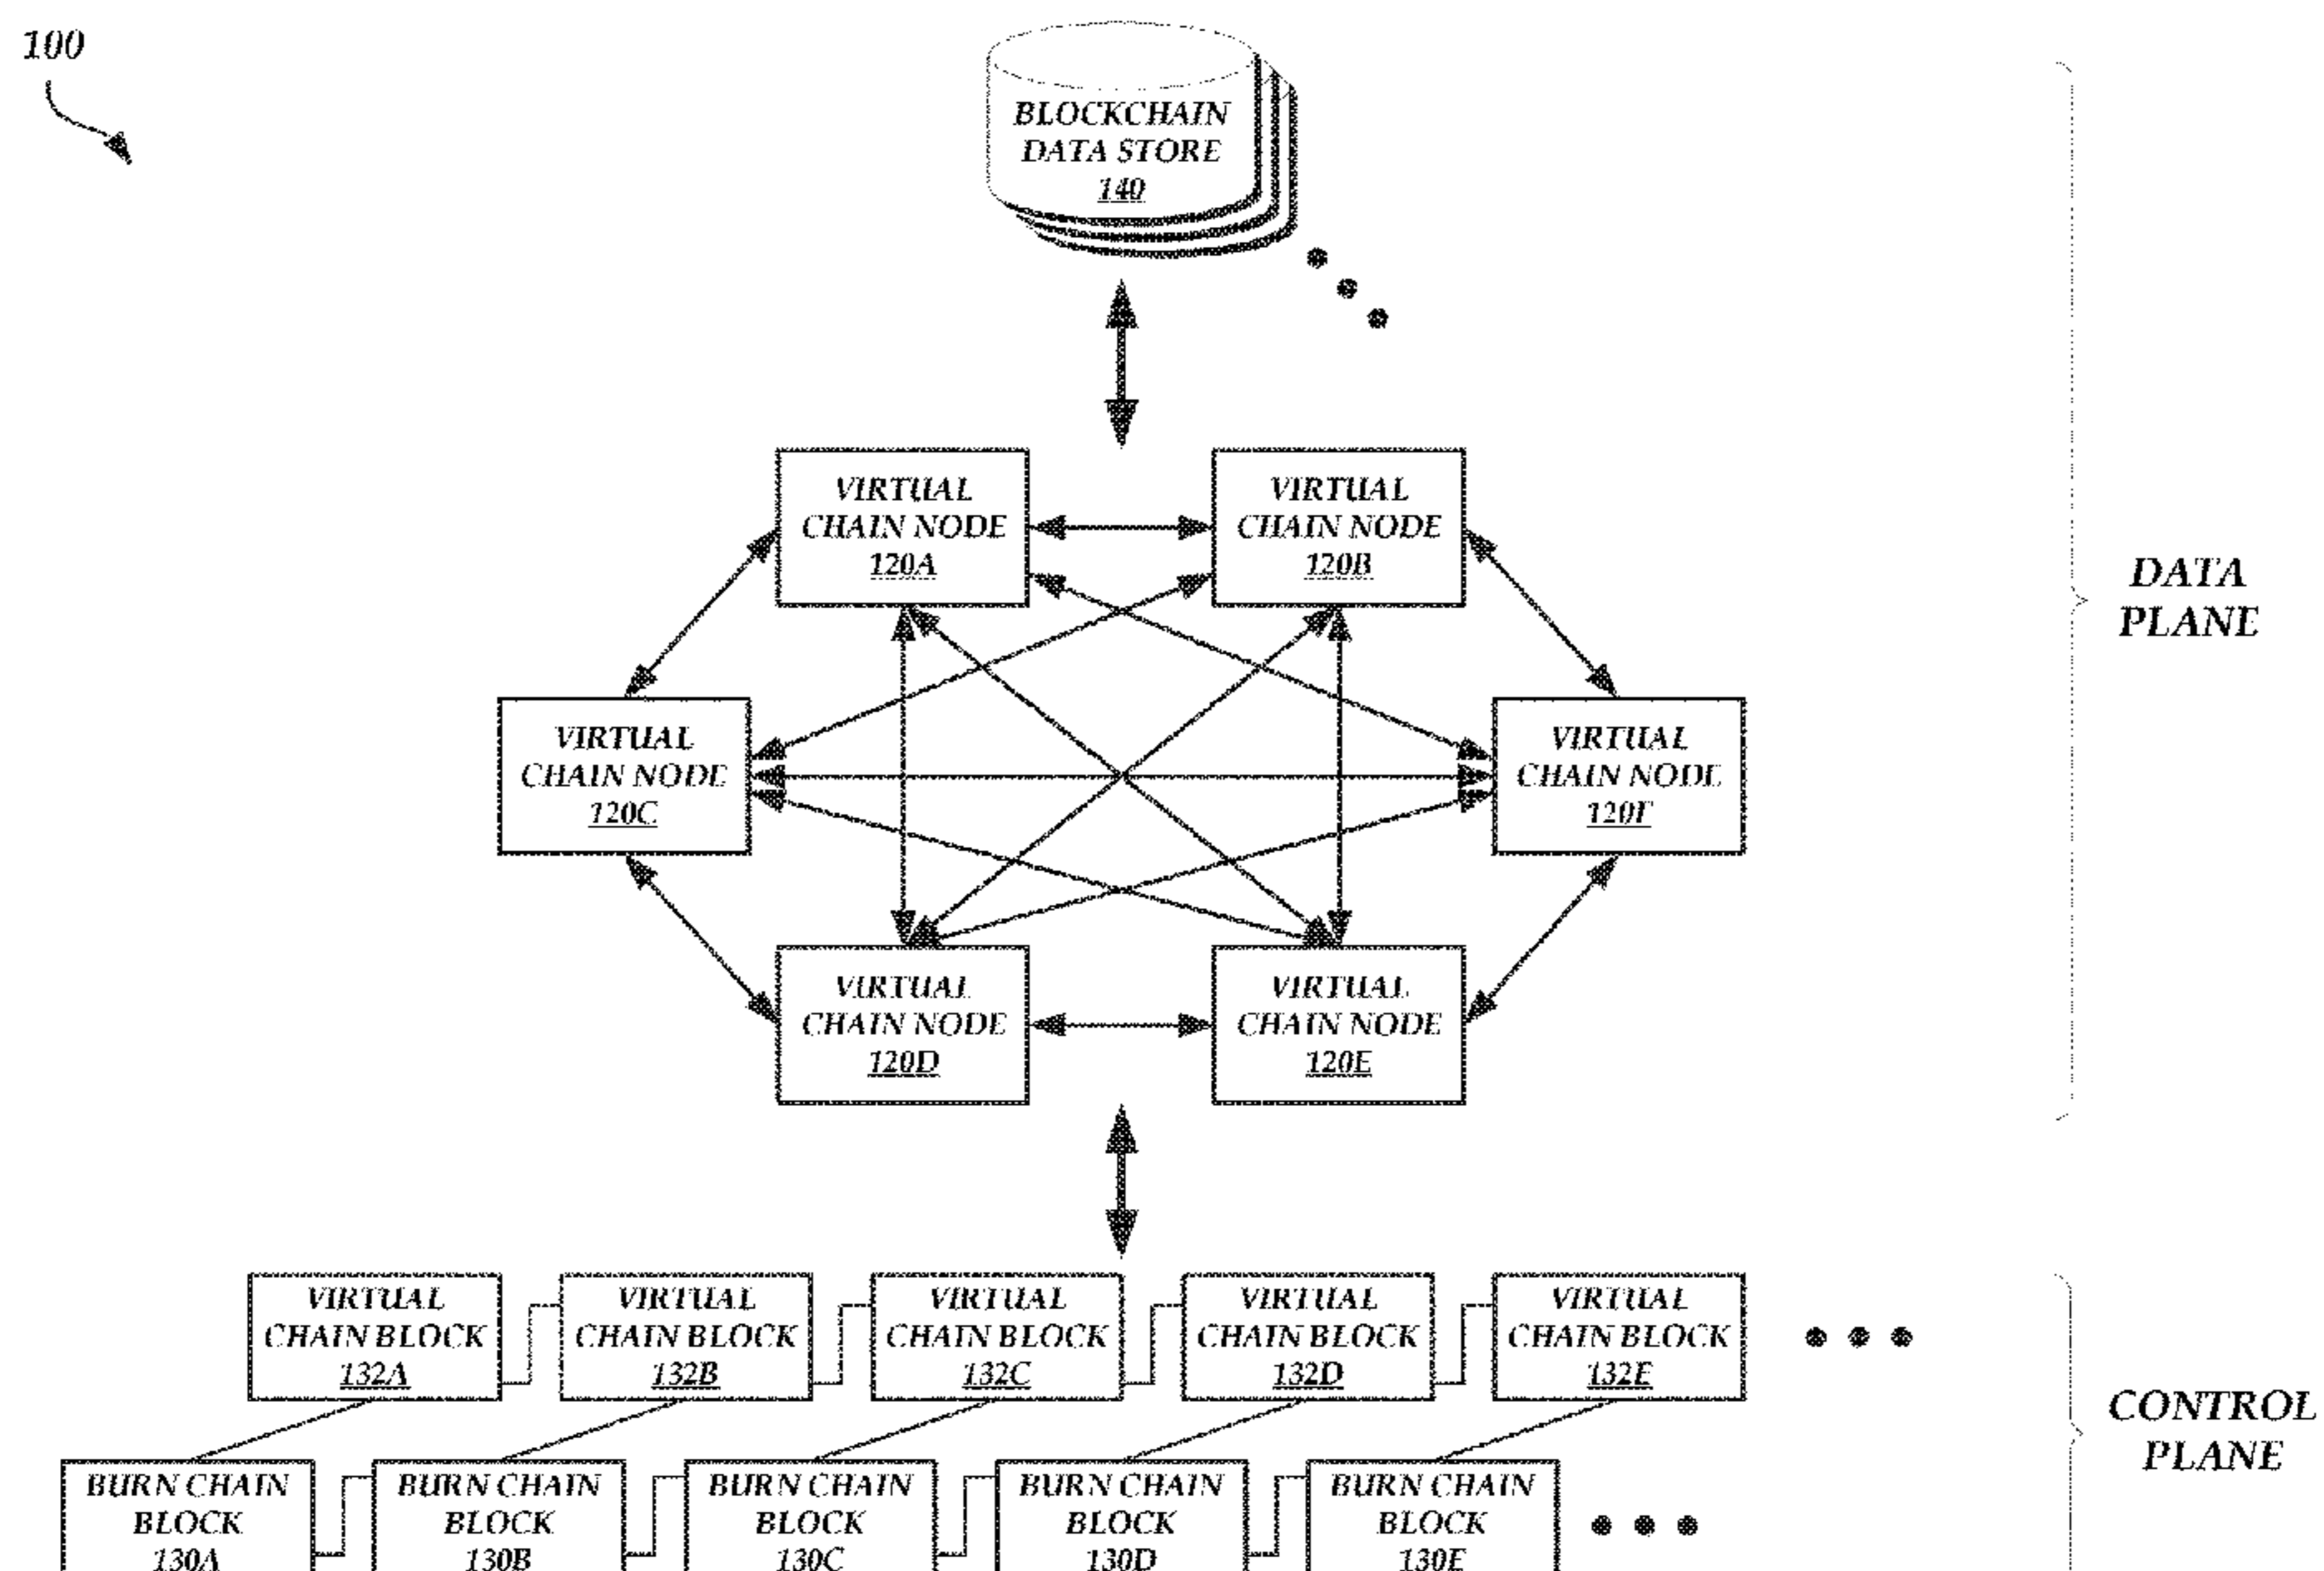 100
BLOCKCHAIN
DATA STORE
140
VIRTUAL
CHAIN NODE
120A
VIRTUAL
CHAIN NODE
120B
DATA
PLANE
VIRTUAL
CHAIN NODE
120C
VIRTUAL
CHAIN NODE
120F
VIRTUAL
CHAIN NODE
120D
VIRTUAL
CHAIN NODE
120E
VIRTUAL
CHAIN BLOCK
132A
VIRTUAL
CHAIN BLOCK
132B
VIRTUAL
CHAIN BLOCK
132C
VIRTUAL
CHAIN BLOCK
132D
VIRTUAL
CHAIN BLOCK
132E
CONTROL
PLANE
BURN CHAIN
BLOCK
130A
BURN CHAIN
BLOCK
130B
BURN CHAIN
BLOCK
130C
BURN CHAIN
BLOCK
130D
BURN CHAIN
BLOCK
130E